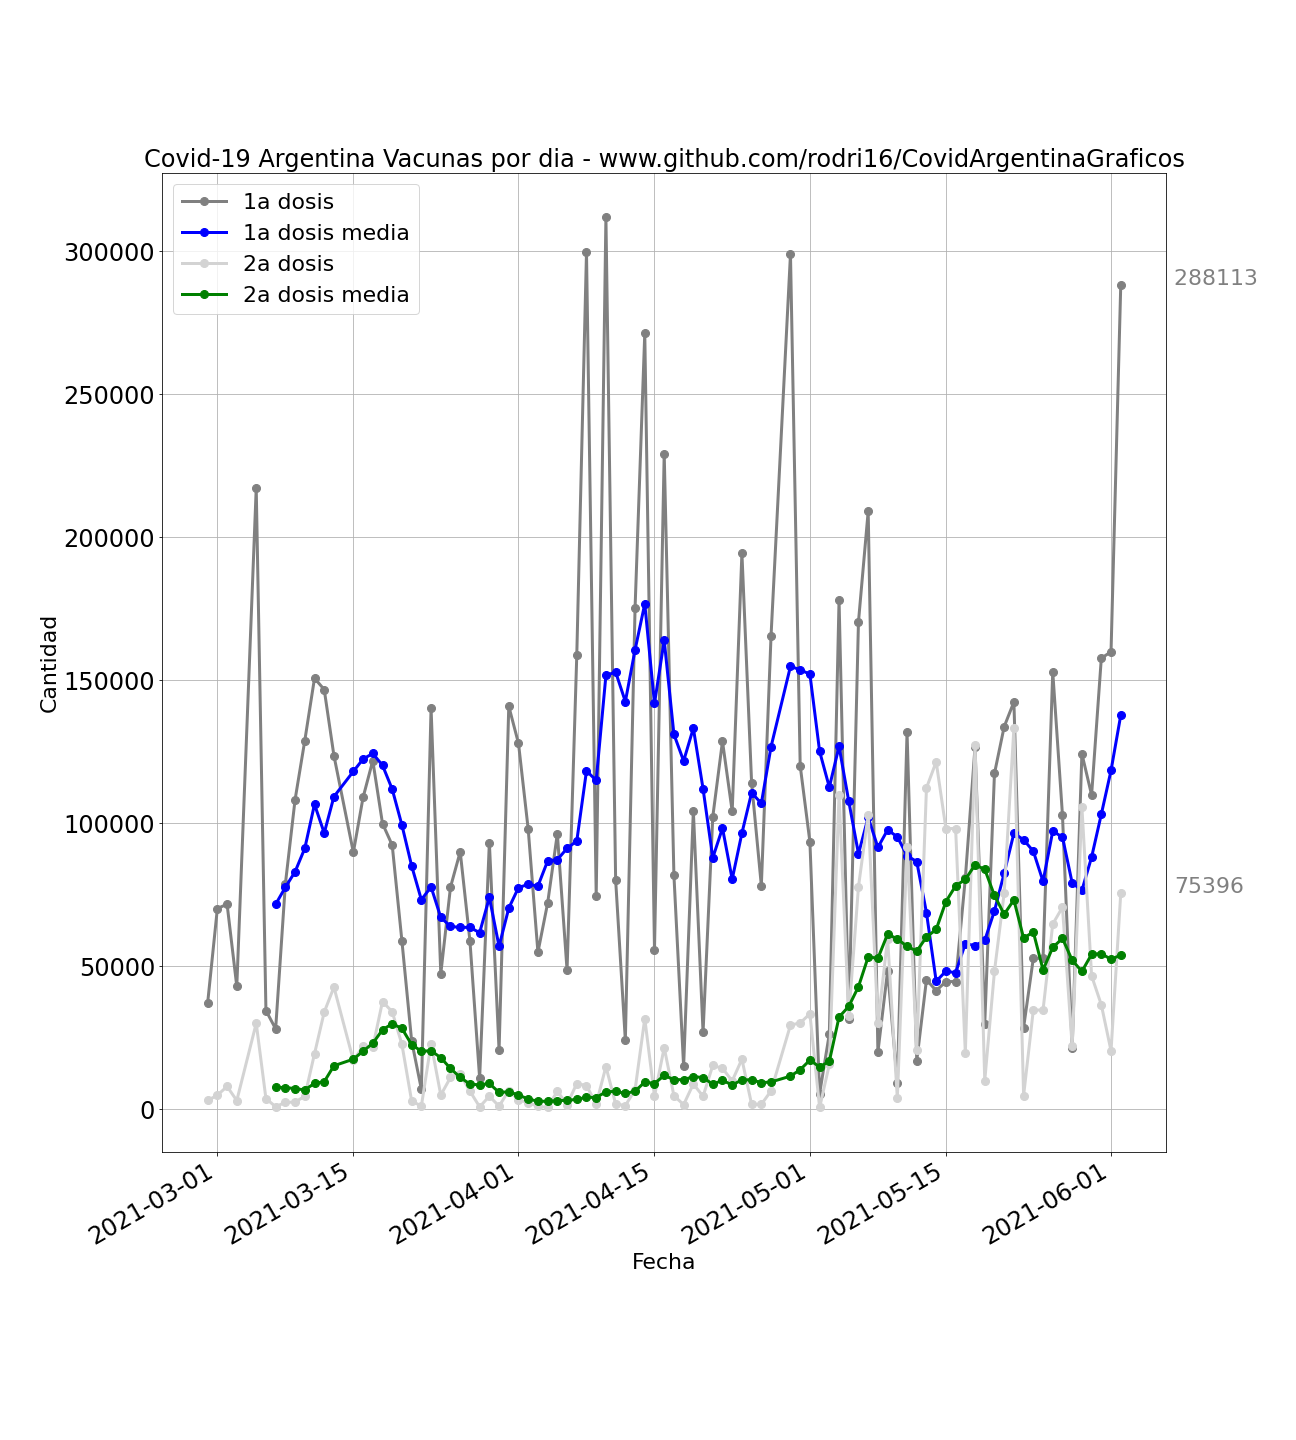 Covid-19 Argentina Vacunas por dia - www.github.com/rodri16/CovidArgentinaGraficos
1a dosis
1a dosis media
2a dosis
2a dosis media
300000
250000
200000
150000
100000
50000
0
Cantidad
288113
75396
2021-03-01
2021-03-15
2021-04-01
2021-04-15
2021-05-01
2021-05-15
2021-06-01
Fecha